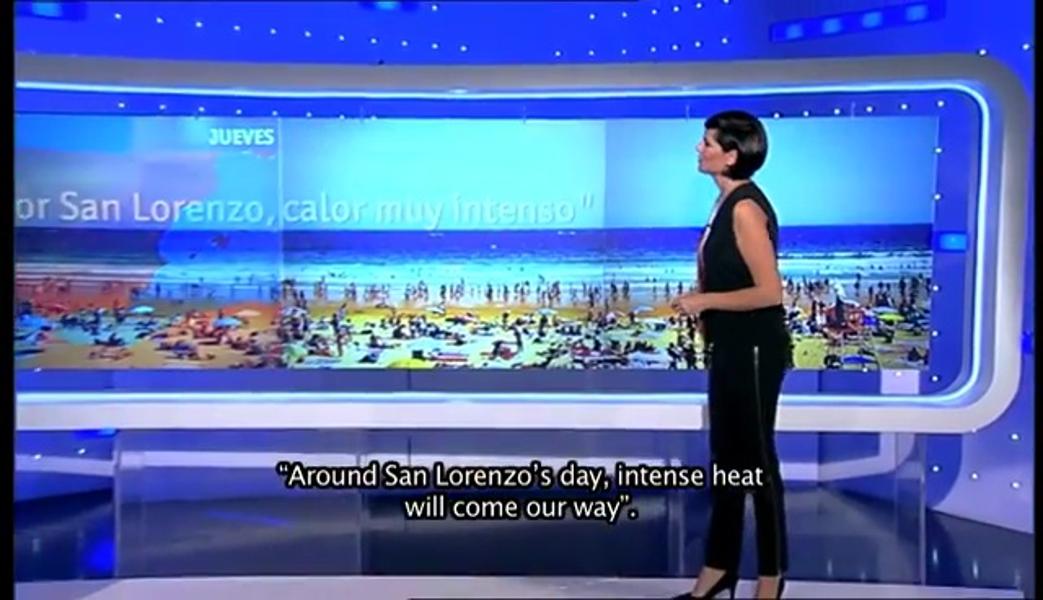 JUEVES
or San Lorenzo, calor muy intenso"
“Around San Lorenzo’s day, intense heat
will come our way”.